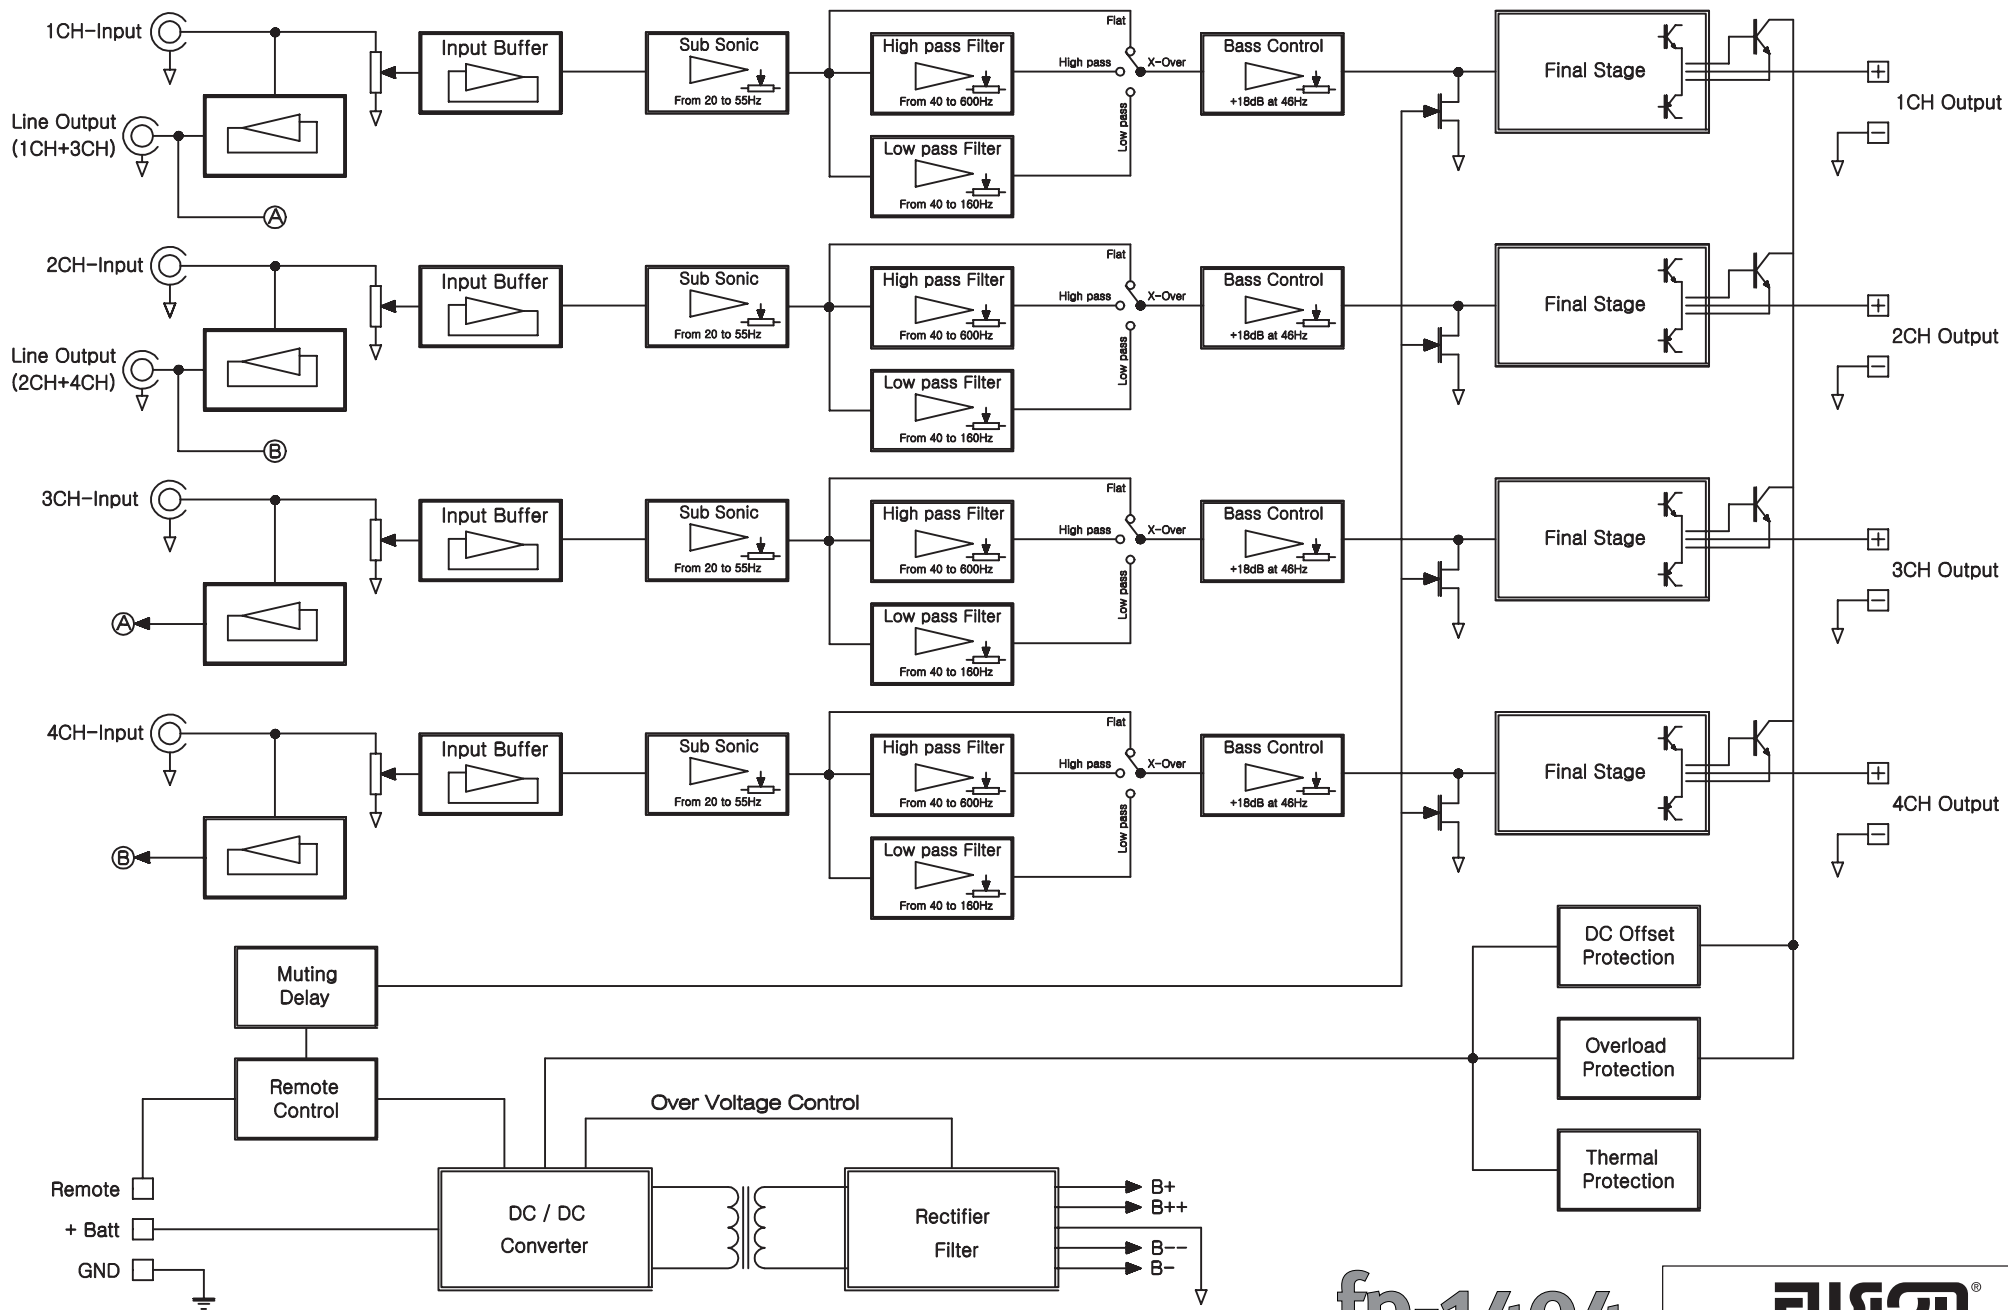 1CH-Input
Line Output
(1CH+3CH)
A
Input Buffer
Sub Sonic
From 20 to 55Hz
High pass Filter
From 40 to 600Hz
Low pass Filter
From 40 to 160Hz
Flat
High pass
X-Over
Low pass
Bass Control
+18dB at 46Hz
Final Stage
+
1CH Output
-
2CH-Input
Line Output
(2CH+4CH)
B
Input Buffer
Sub Sonic
From 20 to 55Hz
High pass Filter
From 40 to 600Hz
Low pass Filter
From 40 to 160Hz
Flat
High pass
X-Over
Low pass
Bass Control
+18dB at 46Hz
Final Stage
+
2CH Output
-
3CH-Input
A
Input Buffer
Sub Sonic
From 20 to 55Hz
High pass Filter
From 40 to 600Hz
Low pass Filter
From 40 to 160Hz
Flat
High pass
X-Over
Low pass
Bass Control
+18dB at 46Hz
Final Stage
+
3CH Output
-
4CH-Input
B
Input Buffer
Sub Sonic
From 20 to 55Hz
High pass Filter
From 40 to 600Hz
Low pass Filter
From 40 to 160Hz
Flat
High pass
X-Over
Low pass
Bass Control
+18dB at 46Hz
Final Stage
+
4CH Output
-
Muting
Delay
Remote
Control
DC Offset
Protection
Overload
Protection
Thermal
Protection
Over Voltage Control
Remote
+ Batt
GND
DC / DC
Converter
Rectifier
Filter
B+
B++
B--
B-
®